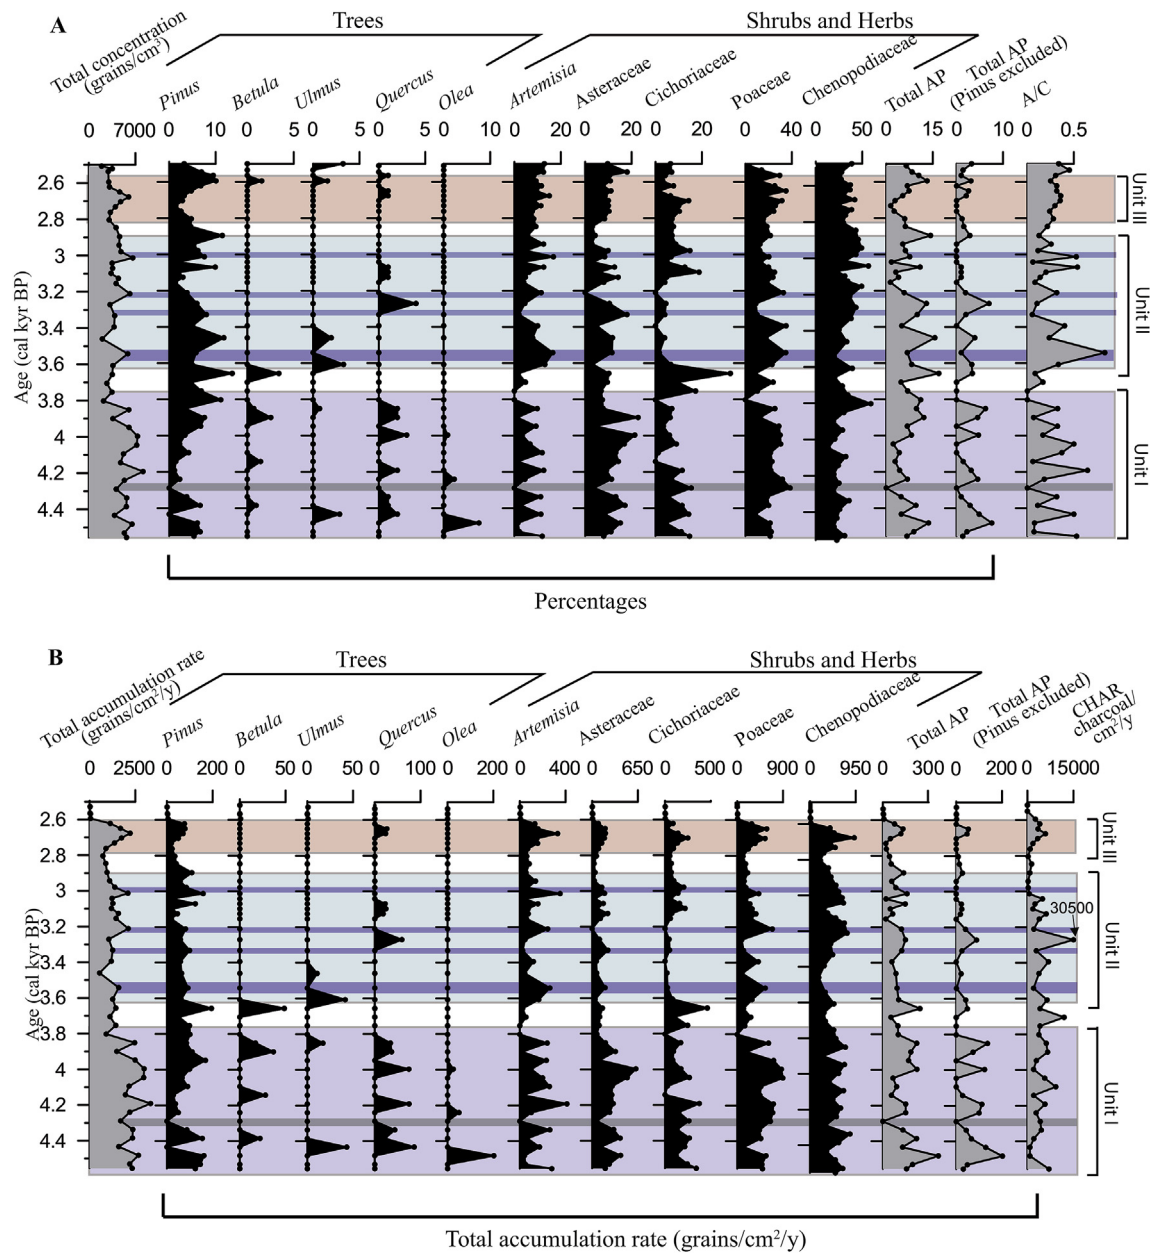 A
Trees
Shrubs and Herbs
Total concentration
(grains/cm³)
Pinus
Betula
Ulmus
Quercus
Olea
Artemisia
Asteraceae
Cichoriaceae
Poaceae
Chenopodiaceae
Total AP
Total AP
(Pinus excluded)
A/C
0 7000 0 10 0 5 0 5 0 5 0 10 0 20 0 20 0 20 0 40 0 50 0 15 0 10 0 0.5
Age (cal kyr BP)
2.6
2.8
3
3.2
3.4
3.6
3.8
4
4.2
4.4
Unit III
Unit II
Unit I
Percentages
B
Trees
Shrubs and Herbs
Total accumulation rate
(grains/cm²/y)
Pinus
Betula
Ulmus
Quercus
Olea
Artemisia
Asteraceae
Cichoriaceae
Poaceae
Chenopodiaceae
Total AP
Total AP
(Pinus excluded)
CHAR
charcoal/
cm²/y
0 2500 0 200 0 50 0 50 0 100 0 200 0 400 0 650 0 500 0 900 0 950 0 300 0 200 0 15000
Age (cal kyr BP)
2.6
2.8
3
3.2
3.4
3.6
3.8
4
4.2
4.4
30500
Unit III
Unit II
Unit I
Total accumulation rate (grains/cm²/y)